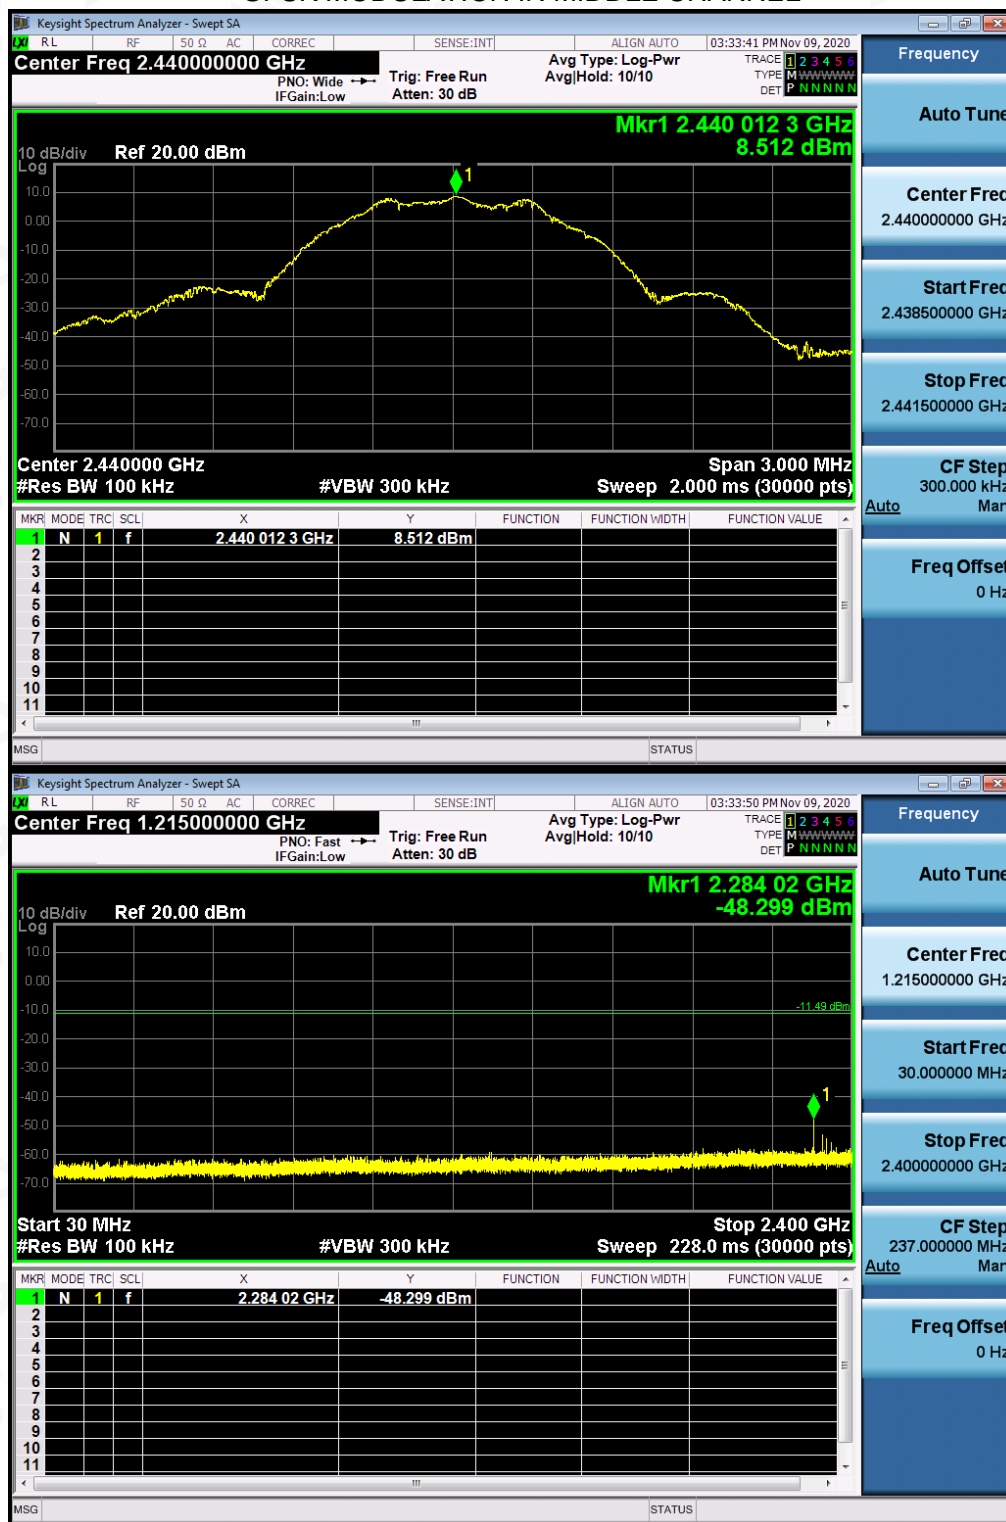 Keysight Spectrum Analyzer - Swept SA
LXI RL RF 50 Ω AC CORREC SENSE:INT ALIGN AUTO 03:33:41 PM Nov 09, 2020
Center Freq 2.440000000 GHz
PNO: Wide
IFGain:Low
Trig: Free Run
Atten: 30 dB
Avg Type: Log-Pwr
Avg|Hold: 10/10
TRACE 1 2 3 4 5 6
TYPE M WWWWW
DET P N N N N N
Mkr1 2.440 012 3 GHz
8.512 dBm
10 dB/div Ref 20.00 dBm
Log
1
10.0
0.00
-10.0
-20.0
-30.0
-40.0
-50.0
-60.0
-70.0
Center 2.440000 GHz Span 3.000 MHz
#Res BW 100 kHz #VBW 300 kHz Sweep 2.000 ms (30000 pts)
MKR MODE TRC SCL X Y FUNCTION FUNCTION WIDTH FUNCTION VALUE
1 N 1 f 2.440 012 3 GHz 8.512 dBm
2
3
4
5
6
7
8
9
10
11
MSG STATUS
Frequency
Auto Tune
Center Freq
2.440000000 GHz
Start Freq
2.438500000 GHz
Stop Freq
2.441500000 GHz
CF Step
300.000 kHz
Auto Man
Freq Offset
0 Hz
Keysight Spectrum Analyzer - Swept SA
LXI RL RF 50 Ω AC CORREC SENSE:INT ALIGN AUTO 03:33:50 PM Nov 09, 2020
Center Freq 1.215000000 GHz
PNO: Fast
IFGain:Low
Trig: Free Run
Atten: 30 dB
Avg Type: Log-Pwr
Avg|Hold: 10/10
TRACE 1 2 3 4 5 6
TYPE M WWWWW
DET P N N N N N
Mkr1 2.284 02 GHz
-48.299 dBm
10 dB/div Ref 20.00 dBm
Log
10.0
0.00
-10.0
-11.49 dBm
-20.0
-30.0
-40.0
1
-50.0
-60.0
-70.0
Start 30 MHz Stop 2.400 GHz
#Res BW 100 kHz #VBW 300 kHz Sweep 228.0 ms (30000 pts)
MKR MODE TRC SCL X Y FUNCTION FUNCTION WIDTH FUNCTION VALUE
1 N 1 f 2.284 02 GHz -48.299 dBm
2
3
4
5
6
7
8
9
10
11
MSG STATUS
Frequency
Auto Tune
Center Freq
1.215000000 GHz
Start Freq
30.000000 MHz
Stop Freq
2.400000000 GHz
CF Step
237.000000 MHz
Auto Man
Freq Offset
0 Hz